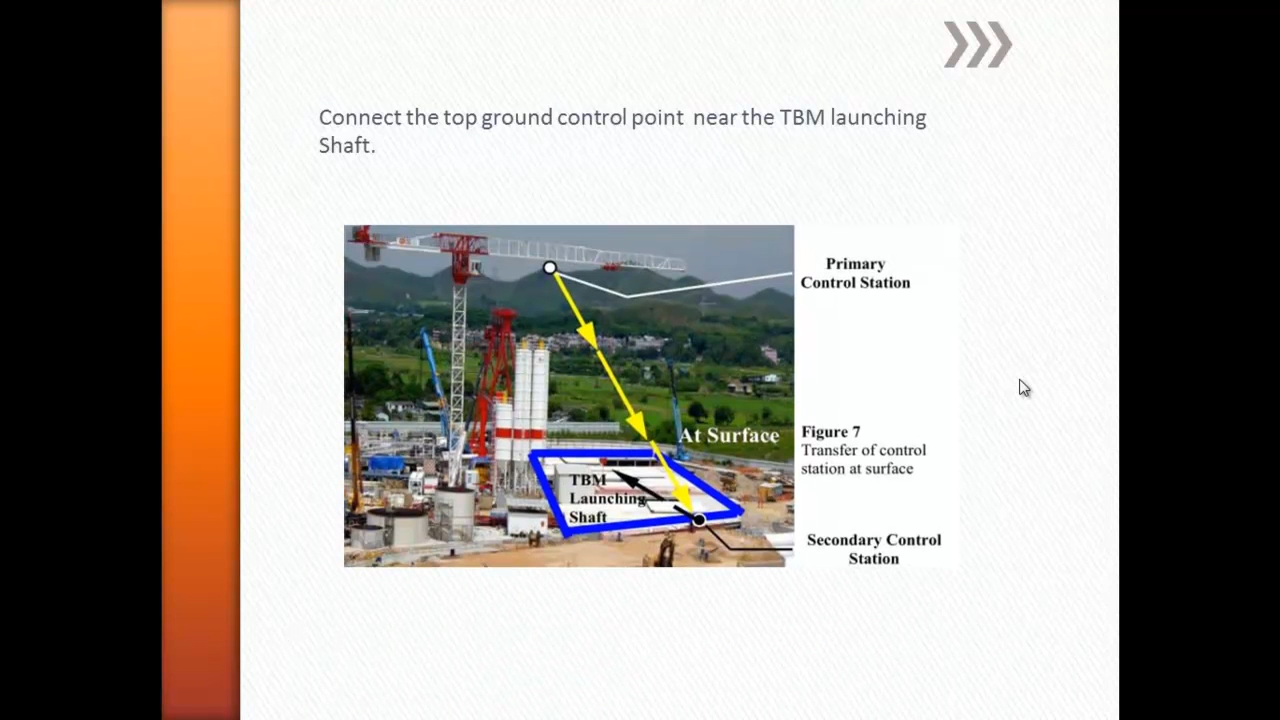 Connect the top ground control point near the TBM launching
Shaft.
Primary
Control Station
At Surface
Figure 7
Transfer of control
station at surface
TBM
Launching
Shaft
Secondary Control
Station